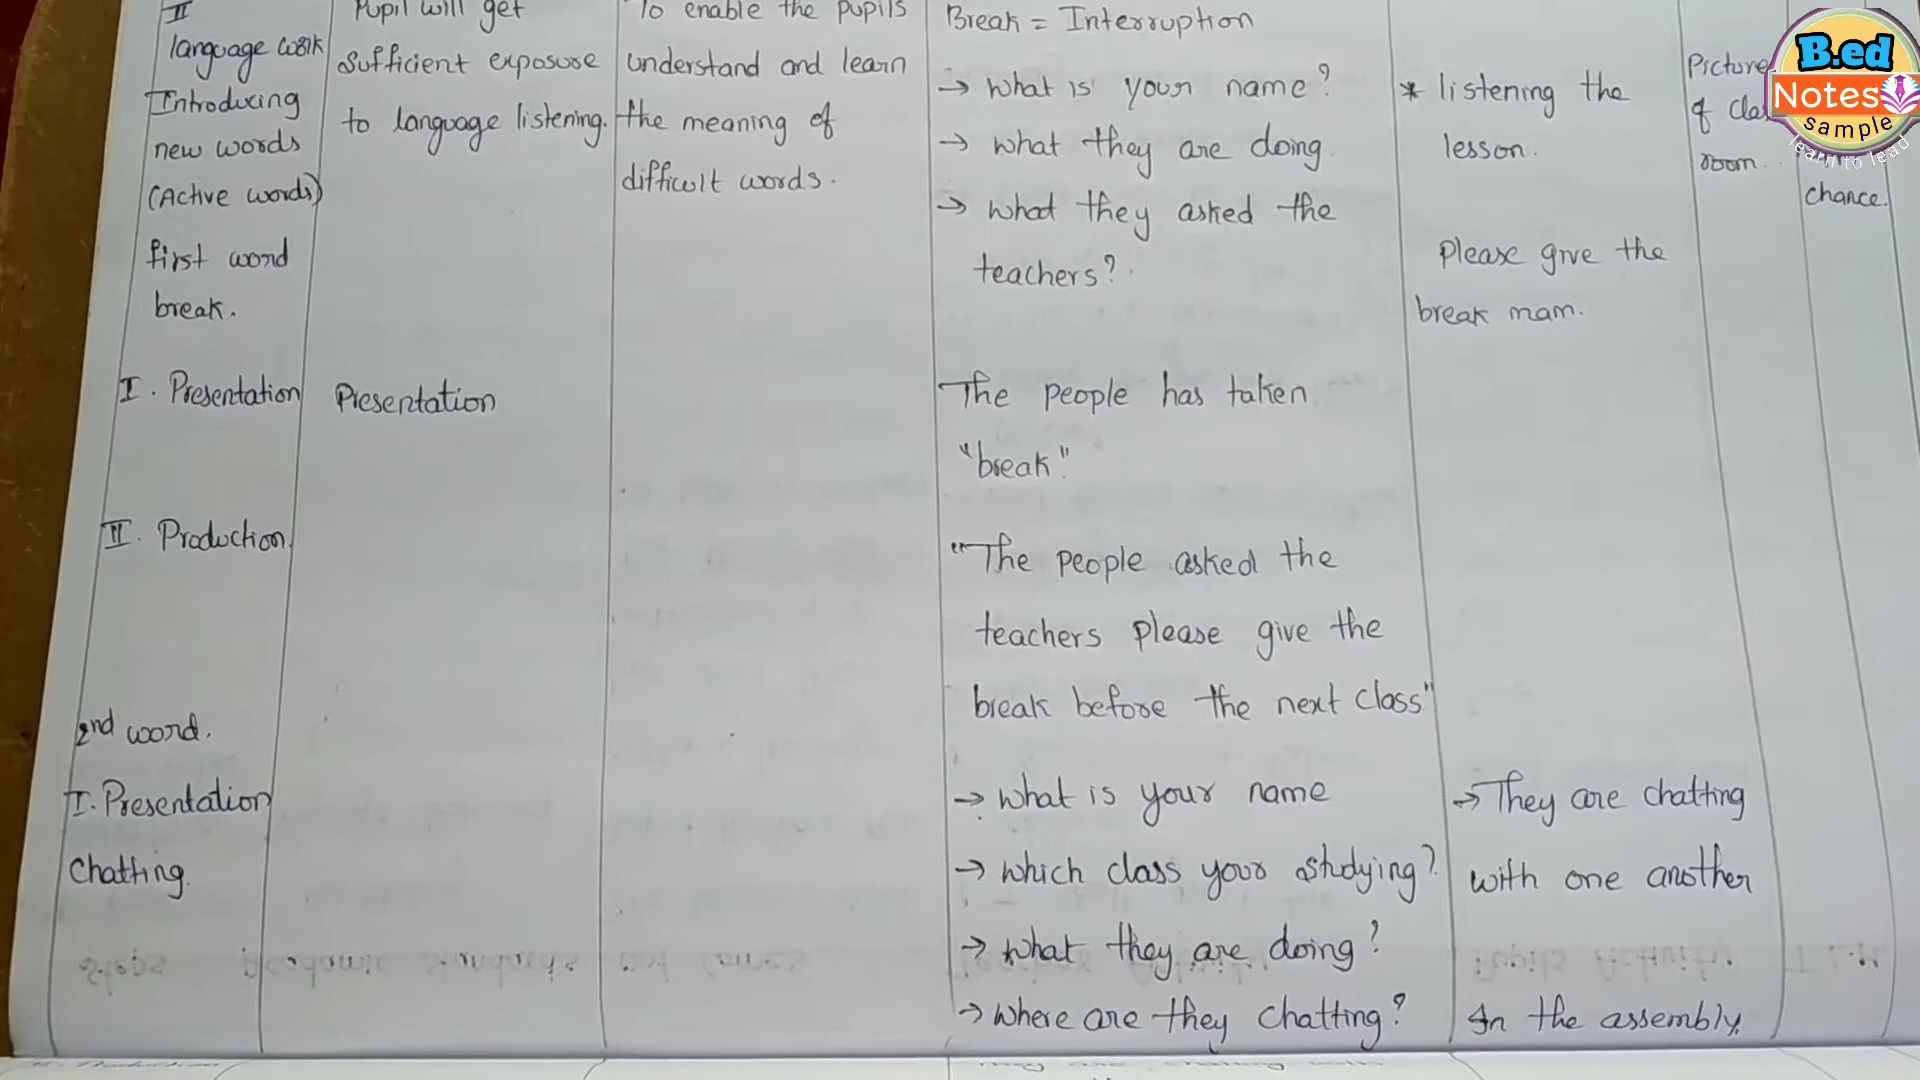 II
language work
Introducing
new words
(Active words)
first word
break.
I. Presentation
II. Production.
2nd word.
I. Presentation
Chatting.
Pupil will get
Sufficient exposure
to language listening.
Presentation
To enable the pupils
understand and learn
the meaning of
difficult words.
Break = Interruption
→ what is your name?
→ what they are doing.
→ what they asked the
teachers?
The people has taken
"break".
"The people asked the
teachers please give the
break before the next class"
→ what is your name
→ which class your studying?
→ what they are doing?
→ where are they chatting?
* listening the
lesson.
Please give the
break mam.
→ They are chatting
with one another
In the assembly.
Picture
of
room.
chance.
B.ed
Notes
sample
learn to lead